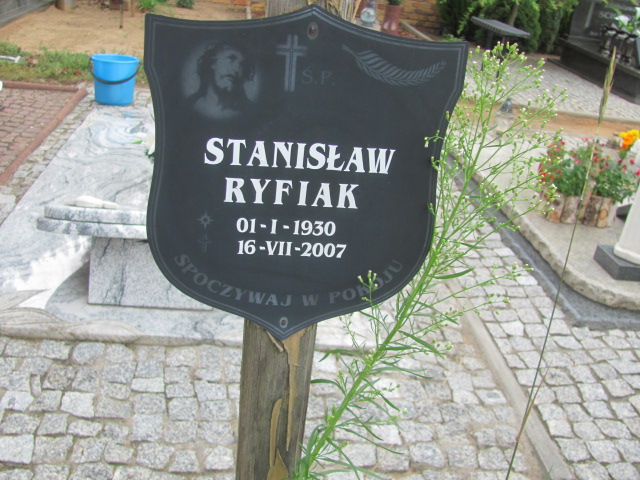 Ś.P.
STANISŁAW
RYFIAK
01-I-1930
16-VII-2007
SPOCZYWAJ W POKOJU